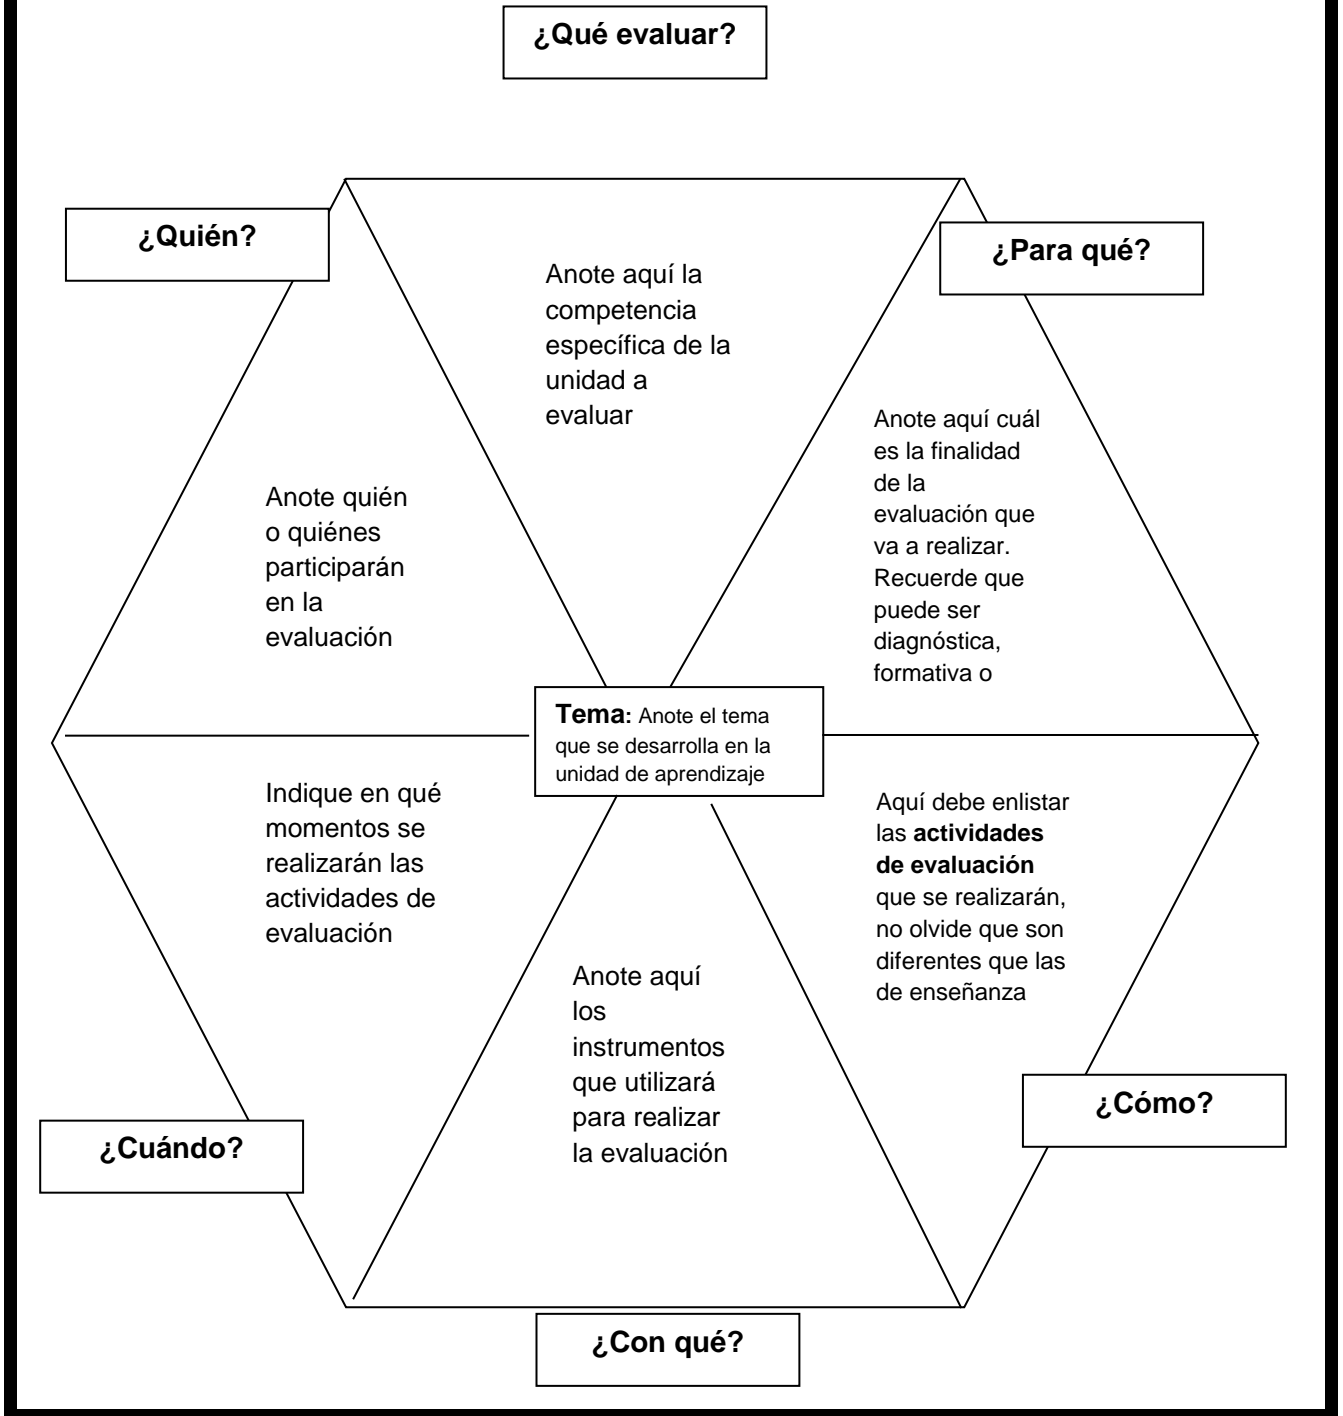 ¿Qué evaluar?
¿Quién?
¿Para qué?
Anote aquí la
competencia
específica de la
unidad a
evaluar
Anote aquí cuál
es la finalidad
de la
evaluación que
va a realizar.
Recuerde que
puede ser
diagnóstica,
formativa o
Anote quién
o quiénes
participarán
en la
evaluación
Tema: Anote el tema
que se desarrolla en la
unidad de aprendizaje
Indique en qué
momentos se
realizarán las
actividades de
evaluación
Aquí debe enlistar
las actividades
de evaluación
que se realizarán,
no olvide que son
diferentes que las
de enseñanza
Anote aquí
los
instrumentos
que utilizará
para realizar
la evaluación
¿Cómo?
¿Cuándo?
¿Con qué?